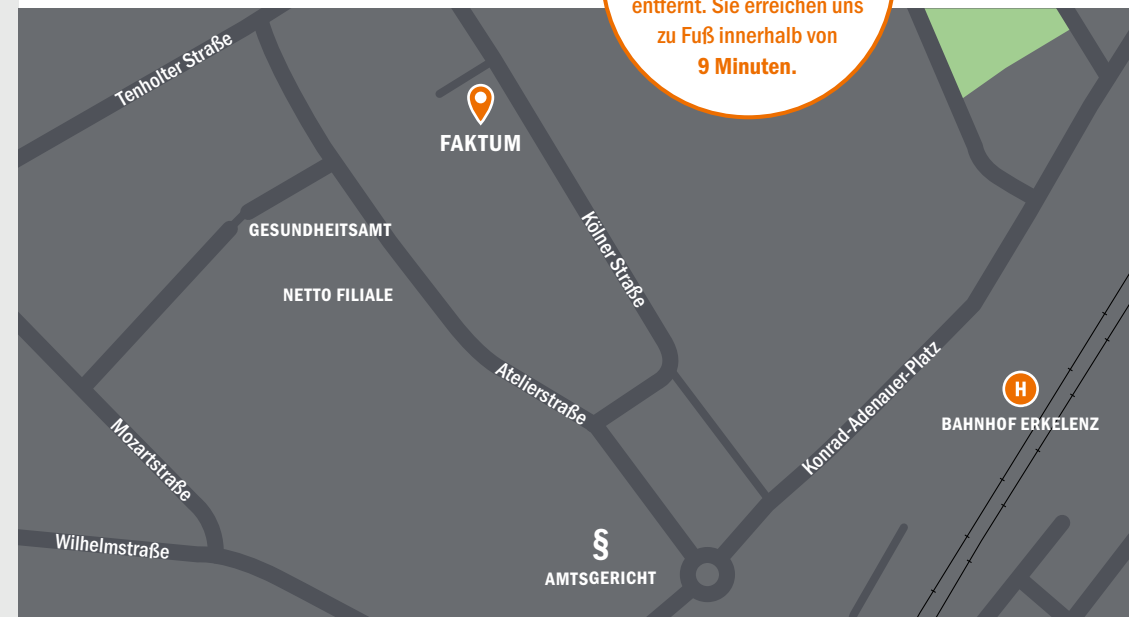 entfernt. Sie erreichen uns
zu Fuß innerhalb von
9 Minuten.
Tenholter Straße
FAKTUM
Kölner Straße
GESUNDHEITSAMT
NETTO FILIALE
Atelierstraße
Konrad-Adenauer-Platz
H
BAHNHOF ERKELENZ
Mozartstraße
Wilhelmstraße
§
AMTSGERICHT